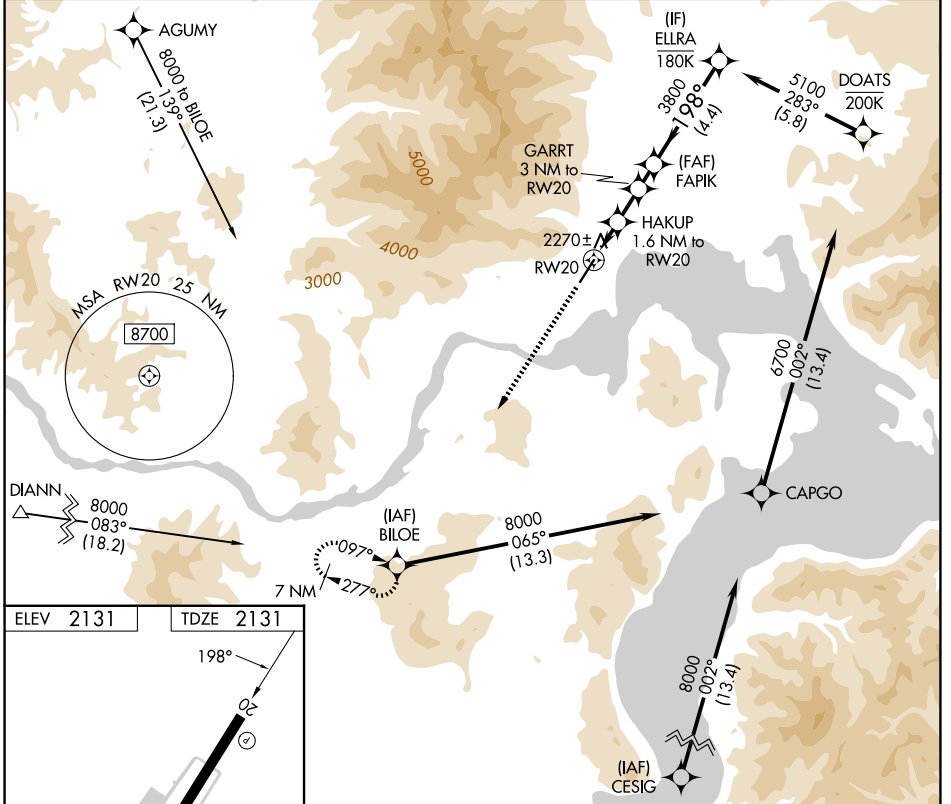 AGUMY
8000 to BILOE
139°
(21.3)
(IF)
ELLRA
180K
3800
198°
(4.4)
5100
283°
(5.8)
DOATS
200K
GARRT
3 NM to
RW20
(FAF)
FAPIK
HAKUP
1.6 NM to
RW20
2270±
RW20
5000
4000
3000
MSA RW20 25 NM
8700
6700
002°
(13.4)
CAPGO
DIANN
8000
083°
(18.2)
(IAF)
BILOE
097°
277°
7 NM
8000
065°
(13.3)
8000
002°
(13.4)
(IAF)
CESIG
ELEV 2131
TDZE 2131
198°
20
P